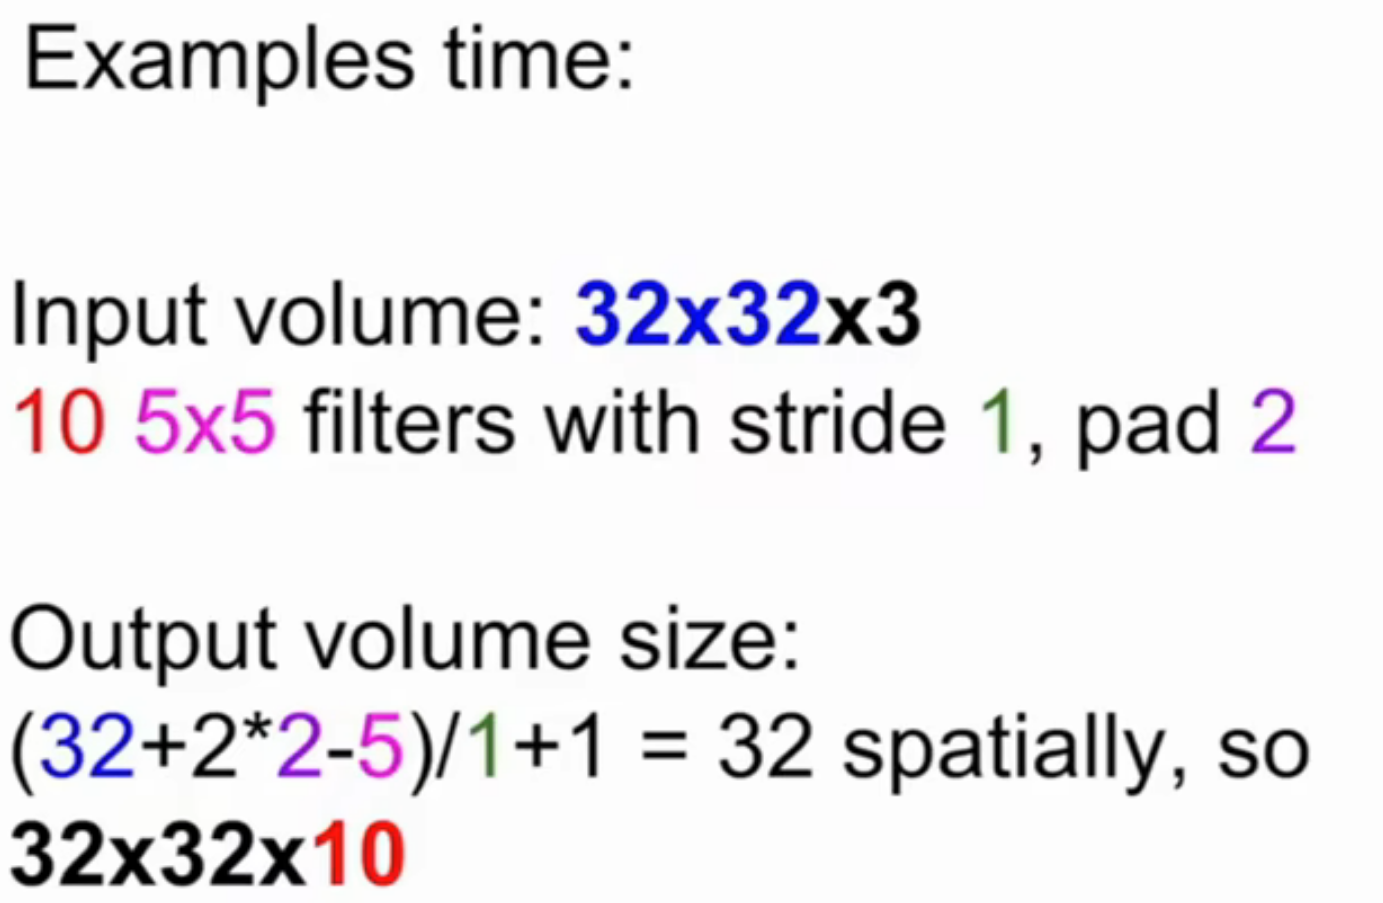 Examples time:
Input volume: 32x32x3
10 5x5 filters with stride 1, pad 2
Output volume size:
(32+2*2-5)/1+1 = 32 spatially, so
32x32x10